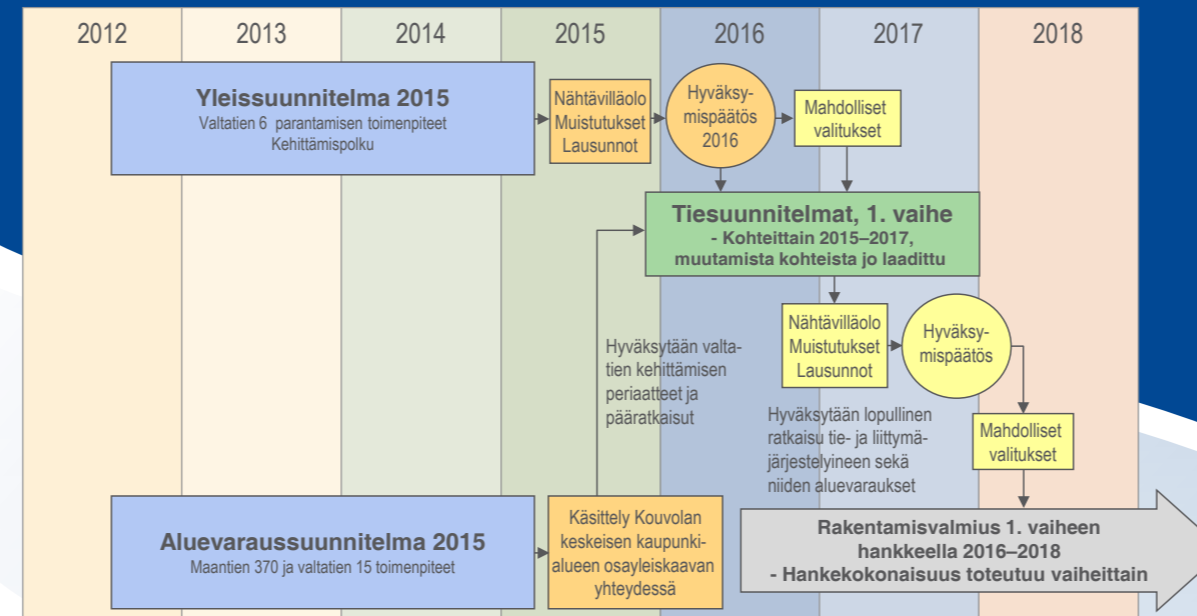 2012 2013 2014 2015 2016 2017 2018
Yleissuunnitelma 2015
Valtatien 6 parantamisen toimenpiteet
Kehittämispolku
Nähtävilläolo
Muistutukset
Lausunnot
Hyväksy-
mispäätös
2016
Mahdolliset
valitukset
Tiesuunnitelmat, 1. vaihe
- Kohteittain 2015–2017,
muutamista kohteista jo laadittu
Hyväksytään valta-
tien kehittämisen
periaatteet ja
pääratkaisut
Nähtävilläolo
Muistutukset
Lausunnot
Hyväksy-
mispäätös
Hyväksytään lopullinen
ratkaisu tie- ja liittymä-
järjestelyineen sekä
niiden aluevaraukset
Mahdolliset
valitukset
Aluevaraussuunnitelma 2015
Maantien 370 ja valtatien 15 toimenpiteet
Käsittely Kouvolan
keskeisen kaupunki-
alueen osayleiskaavan
yhteydessä
Rakentamisvalmius 1. vaiheen
hankkeella 2016–2018
- Hankekokonaisuus toteutuu vaiheittain